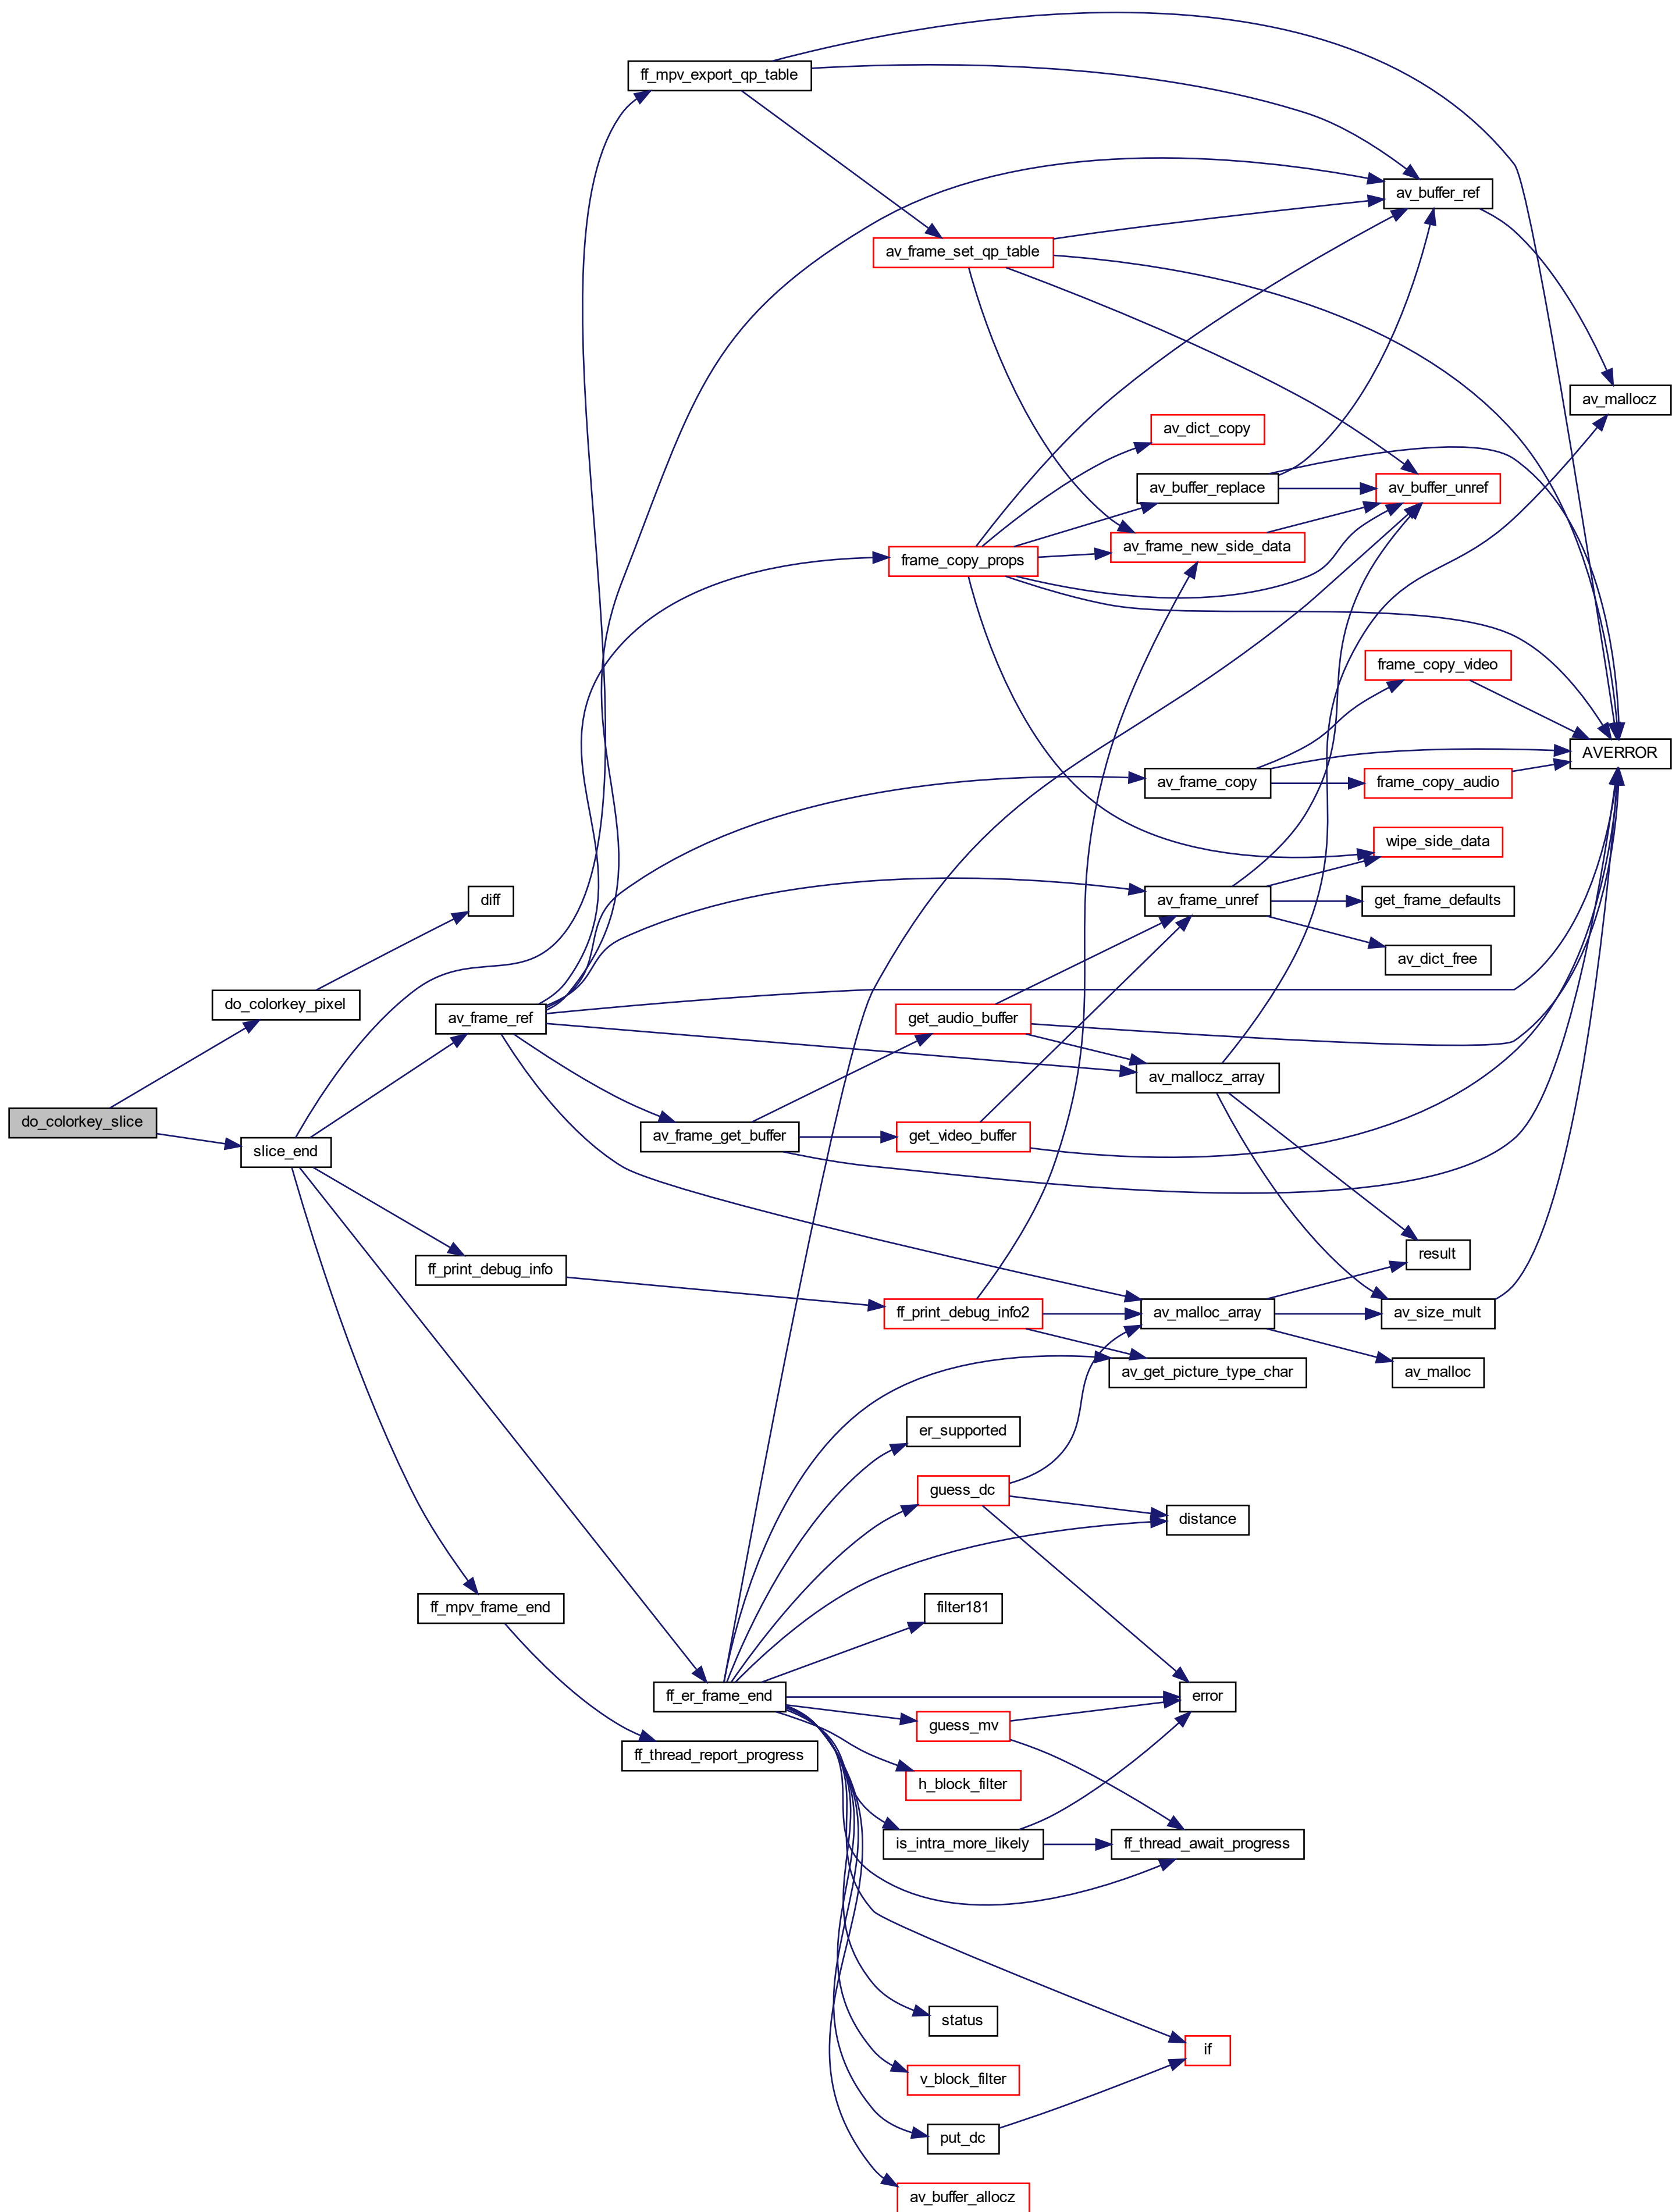 ff_mpv_export_qp_table
av_buffer_ref
av_frame_set_qp_table
av_mallocz
av_dict_copy
av_buffer_replace
av_buffer_unref
av_frame_new_side_data
frame_copy_props
frame_copy_video
AVERROR
av_frame_copy
frame_copy_audio
wipe_side_data
diff
av_frame_unref
get_frame_defaults
av_dict_free
do_colorkey_pixel
av_frame_ref
get_audio_buffer
av_mallocz_array
do_colorkey_slice
av_frame_get_buffer
get_video_buffer
slice_end
result
ff_print_debug_info
ff_print_debug_info2
av_malloc_array
av_size_mult
av_get_picture_type_char
av_malloc
er_supported
guess_dc
distance
ff_mpv_frame_end
filter181
ff_er_frame_end
error
guess_mv
ff_thread_report_progress
h_block_filter
is_intra_more_likely
ff_thread_await_progress
status
if
v_block_filter
put_dc
av_buffer_allocz